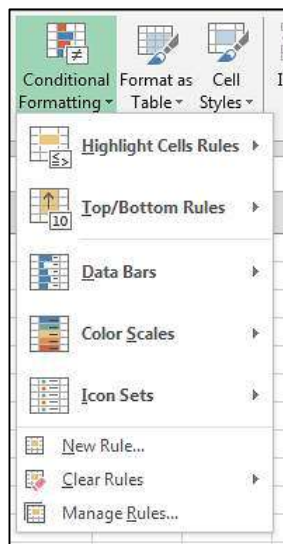 Conditional Format as Cell
Formatting Table Styles
Highlight Cells Rules
10
Top/Bottom Rules
Data Bars
Color Scales
Icon Sets
New Rule...
Clear Rules
Manage Rules...